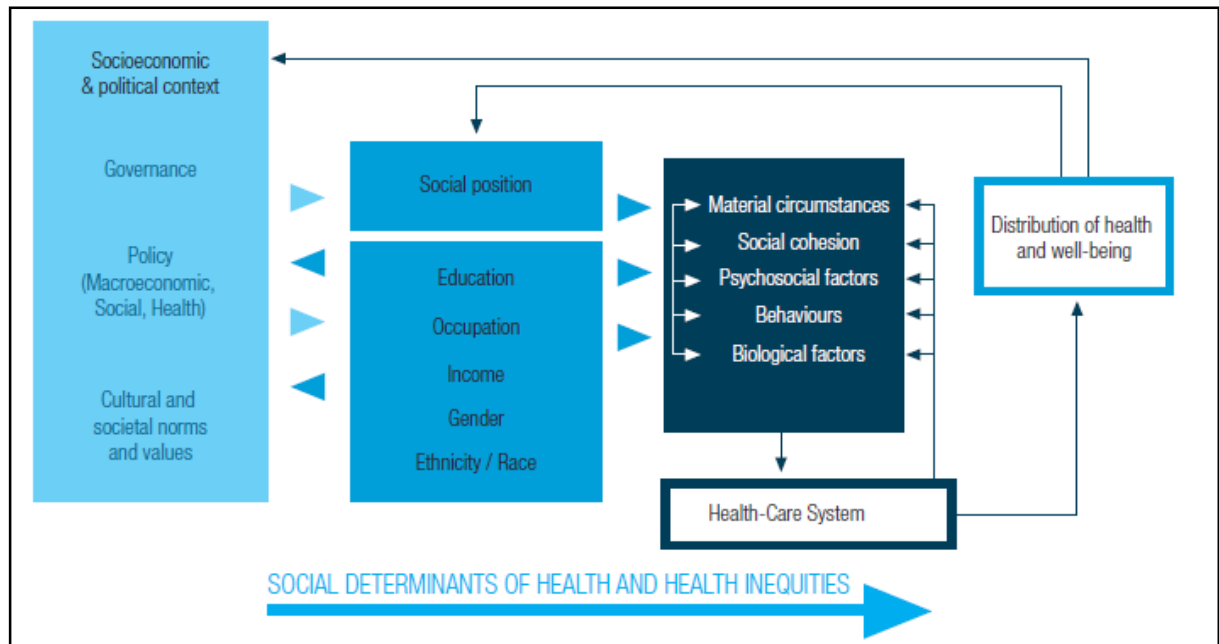 Socioeconomic
& political context
Governance
Policy
(Macroeconomic,
Social, Health)
Cultural and
societal norms
and values
Social position
Education
Occupation
Income
Gender
Ethnicity / Race
Material circumstances
Social cohesion
Psychosocial factors
Behaviours
Biological factors
Health-Care System
Distribution of health
and well-being
SOCIAL DETERMINANTS OF HEALTH AND HEALTH INEQUITIES